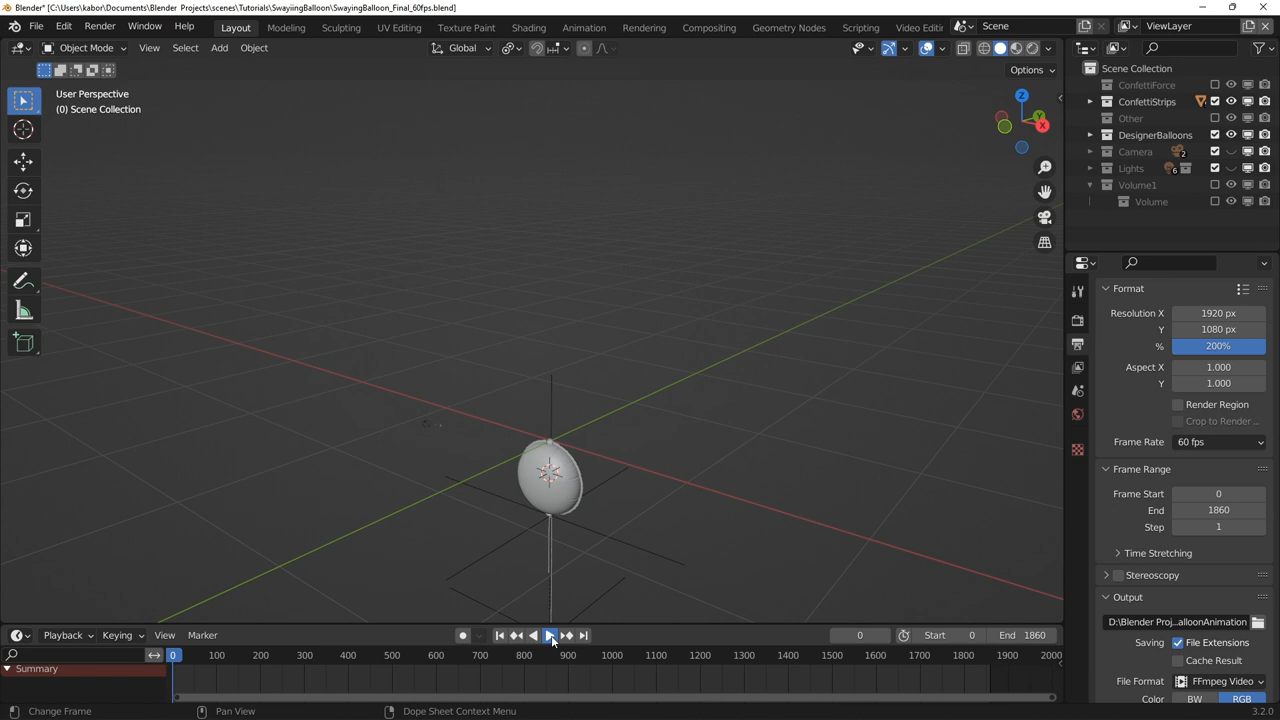 Blender* [C:\Users\kabor\Documents\Blender Projects\scenes\Tutorials\SwayiingBalloon\SwayingBalloon_Final_60fps.blend]
File Edit Render Window Help Layout Modeling Sculpting UV Editing Texture Paint Shading Animation Rendering Compositing Geometry Nodes Scripting Video Editi Scene ViewLayer
Object Mode View Select Add Object Global
Options
User Perspective
(0) Scene Collection
Z
Y
X
Scene Collection
ConfettiForce
ConfettiStrips
Other
DesignerBalloons
Camera 2
Lights 6
Volume1
Volume
Format
Resolution X 1920 px
Y 1080 px
% 200%
Aspect X 1.000
Y 1.000
Render Region
Crop to Render ...
Frame Rate 60 fps
Frame Range
Frame Start 0
End 1860
Step 1
Time Stretching
Stereoscopy
Output
D:\Blender Proj...alloonAnimation
Saving File Extensions
Cache Result
File Format FFmpeg Video
Color BW RGB
Playback Keying View Marker 0 Start 0 End 1860
0 100 200 300 400 500 600 700 800 900 1000 1100 1200 1300 1400 1500 1600 1700 1800 1900 2000
Summary
Change Frame Pan View Dope Sheet Context Menu 3.2.0